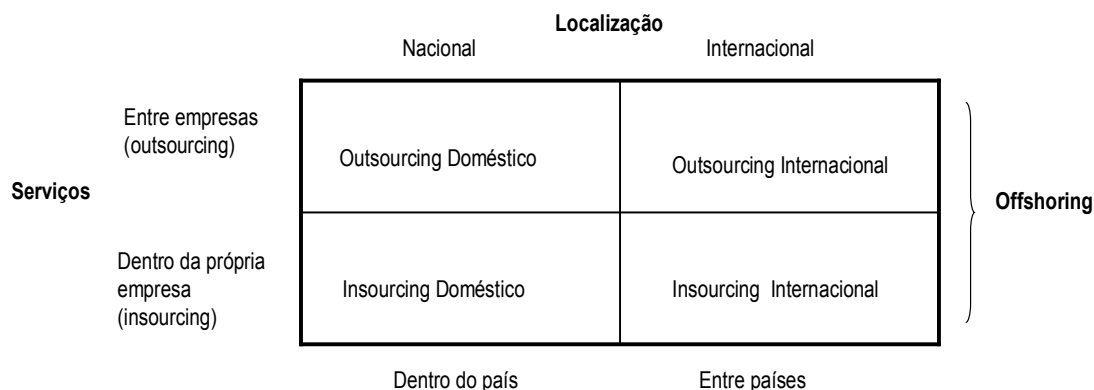 Localização
Nacional Internacional
Entre empresas
(outsourcing)
Outsourcing Doméstico Outsourcing Internacional
Serviços
Offshoring
Dentro da própria
empresa
(insourcing)
Insourcing Doméstico Insourcing Internacional
Dentro do país Entre países